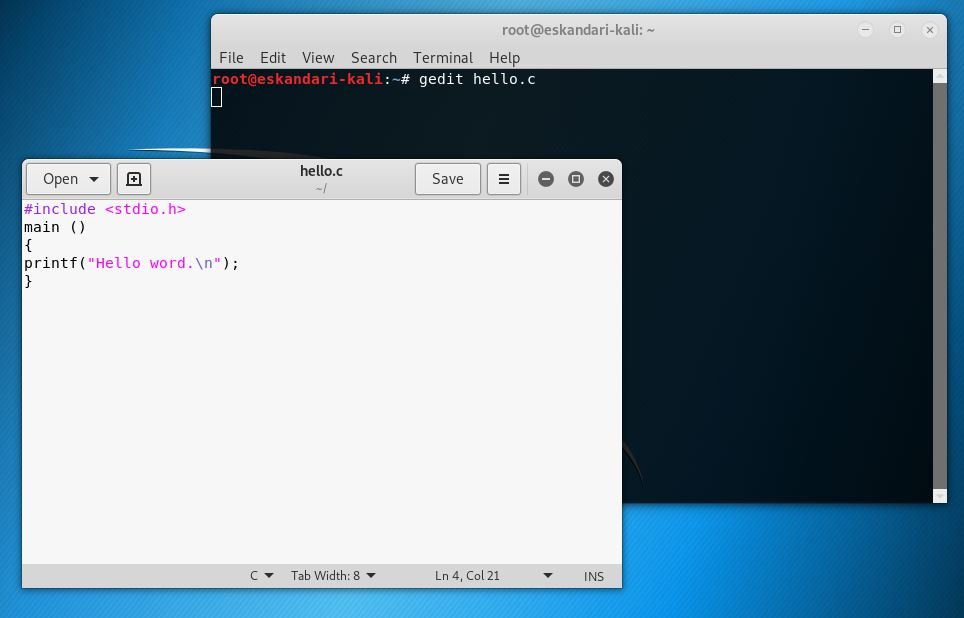 root@eskandari-kali: ~
File Edit View Search Terminal Help
root@eskandari-kali:~# gedit hello.c
Open hello.c Save
~/
#include <stdio.h>
main ()
{
printf("Hello word.\n");
}
C Tab Width: 8 Ln 4, Col 21 INS